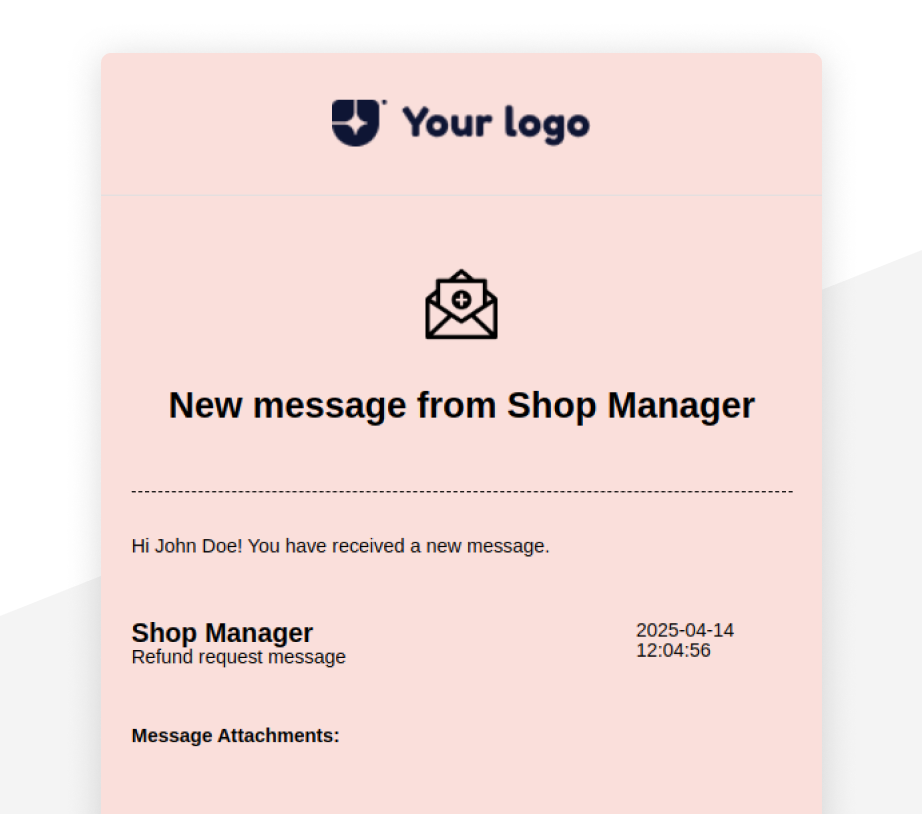 Your logo
New message from Shop Manager
Hi John Doe! You have received a new message.
Shop Manager
Refund request message
2025-04-14
12:04:56
Message Attachments: